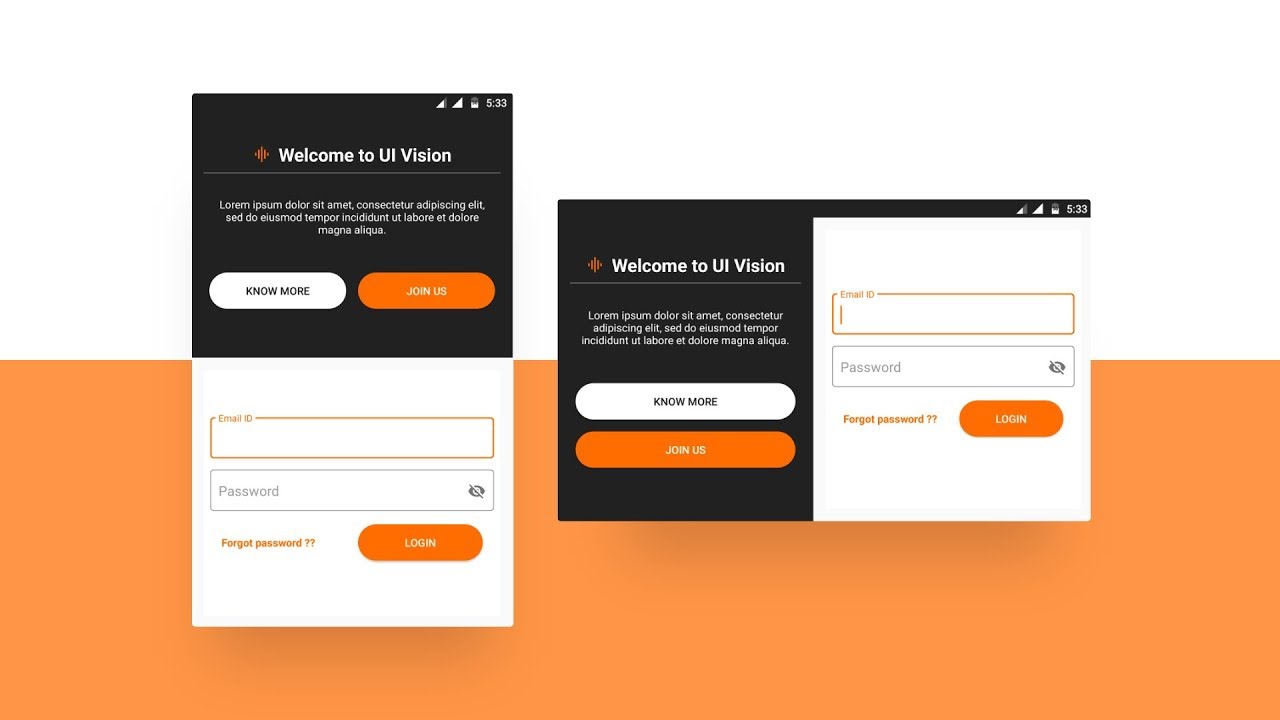 5:33
Welcome to UI Vision
Lorem ipsum dolor sit amet, consectetur adipiscing elit,
sed do eiusmod tempor incididunt ut labore et dolore
magna aliqua.
KNOW MORE
JOIN US
Email ID
Password
Forgot password ??
LOGIN
5:33
Welcome to UI Vision
Lorem ipsum dolor sit amet, consectetur
adipiscing elit, sed do eiusmod tempor
incididunt ut labore et dolore magna aliqua.
KNOW MORE
JOIN US
Email ID
Password
Forgot password ??
LOGIN